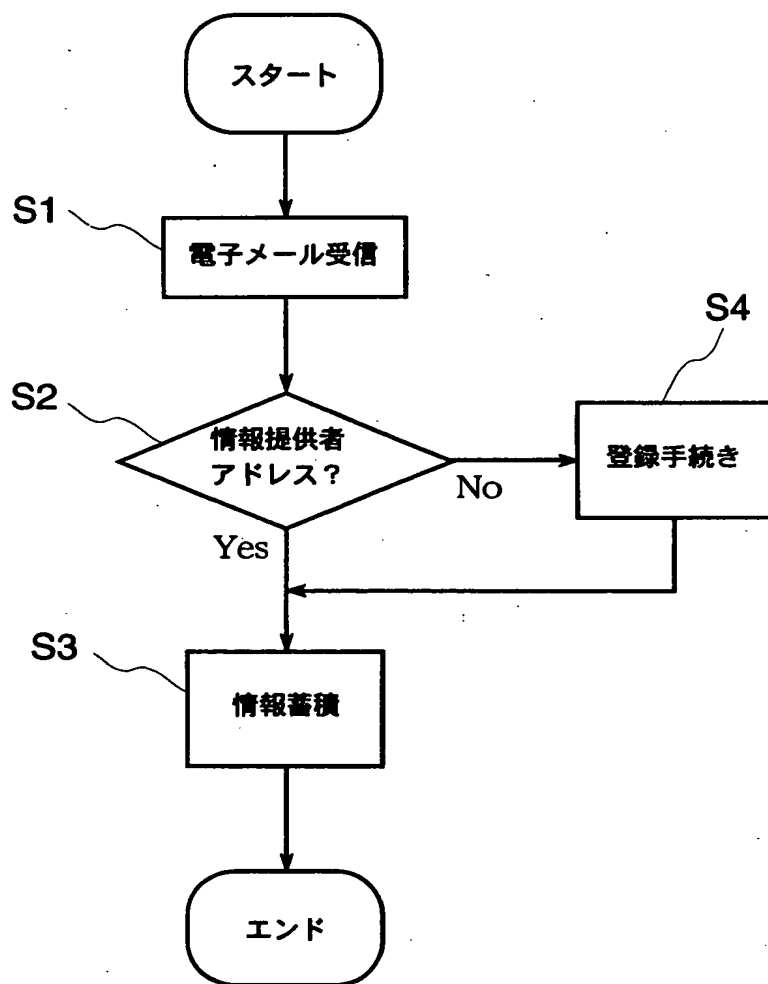 スタート
S1
電子メール受信
S4
S2
情報提供者
アドレス?
登録手続き
No
Yes
S3
情報蓄積
エンド